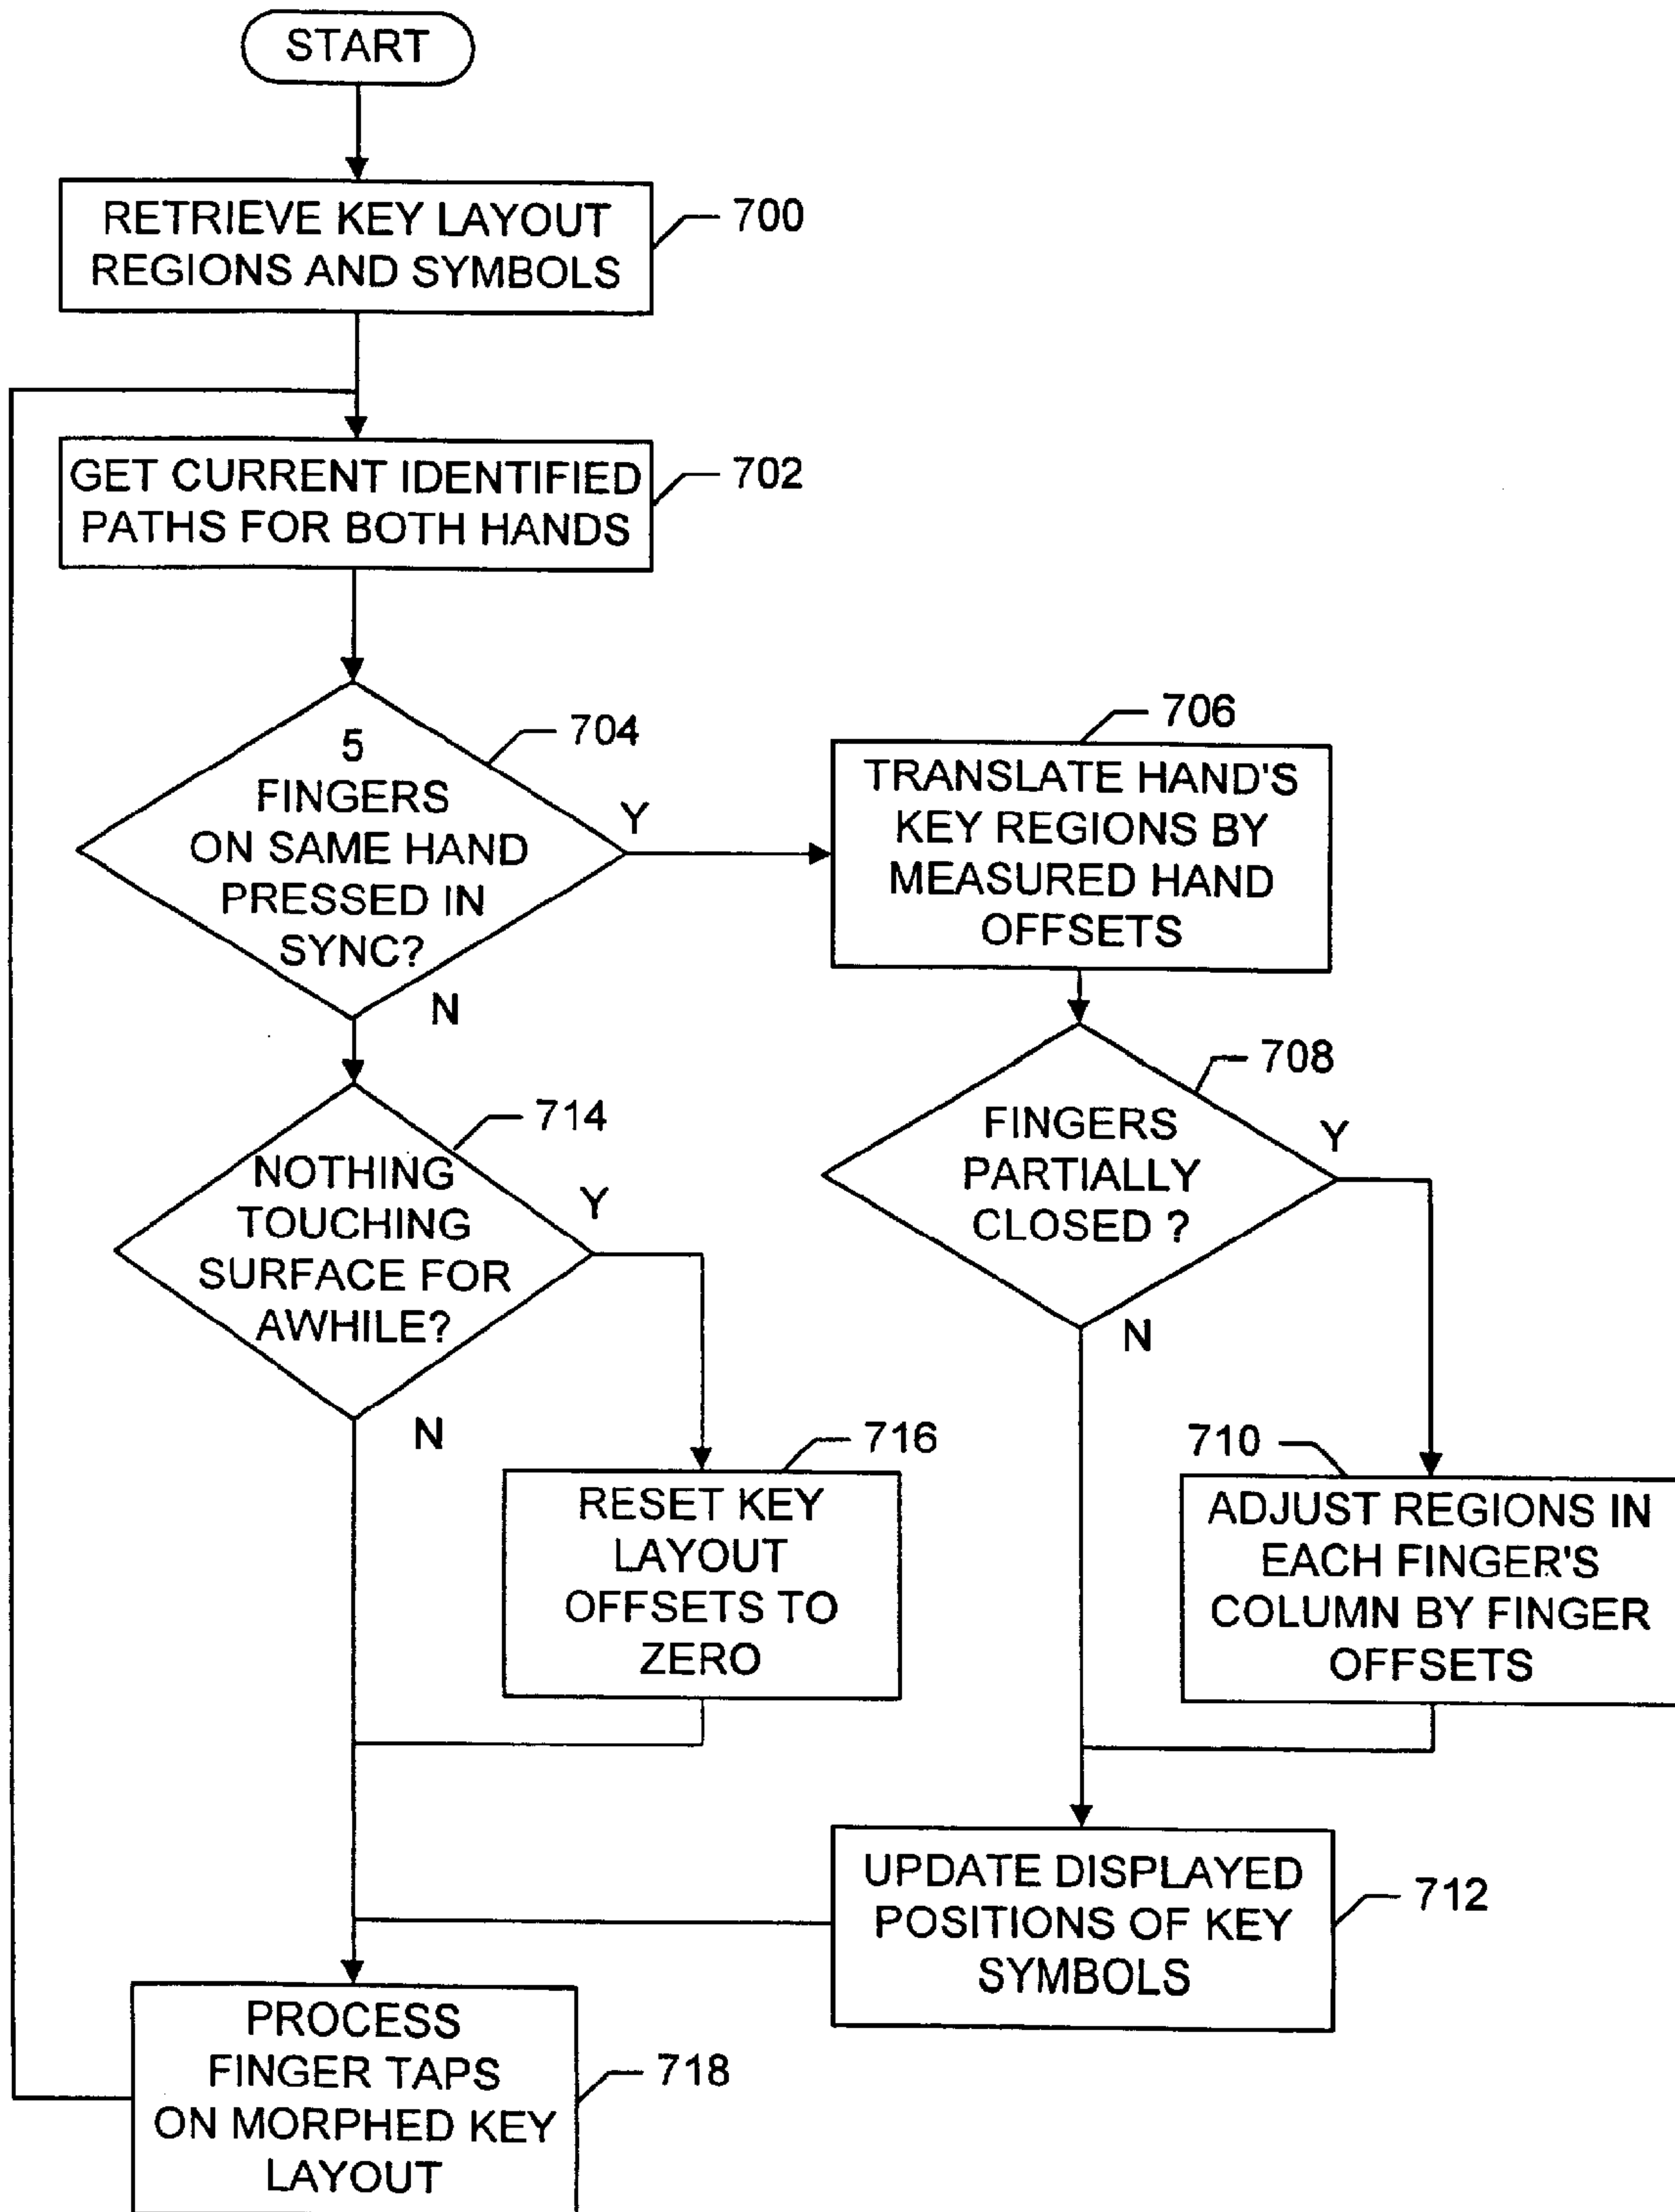 START
RETRIEVE KEY LAYOUT
REGIONS AND SYMBOLS
700
GET CURRENT IDENTIFIED
PATHS FOR BOTH HANDS
702
5
FINGERS
ON SAME HAND
PRESSED IN
SYNC?
704
Y
N
706
TRANSLATE HAND'S
KEY REGIONS BY
MEASURED HAND
OFFSETS
708
FINGERS
PARTIALLY
CLOSED ?
Y
N
714
NOTHING
TOUCHING
SURFACE FOR
AWHILE?
Y
N
716
RESET KEY
LAYOUT
OFFSETS TO
ZERO
710
ADJUST REGIONS IN
EACH FINGER'S
COLUMN BY FINGER
OFFSETS
UPDATE DISPLAYED
POSITIONS OF KEY
SYMBOLS
712
PROCESS
FINGER TAPS
ON MORPHED KEY
LAYOUT
718